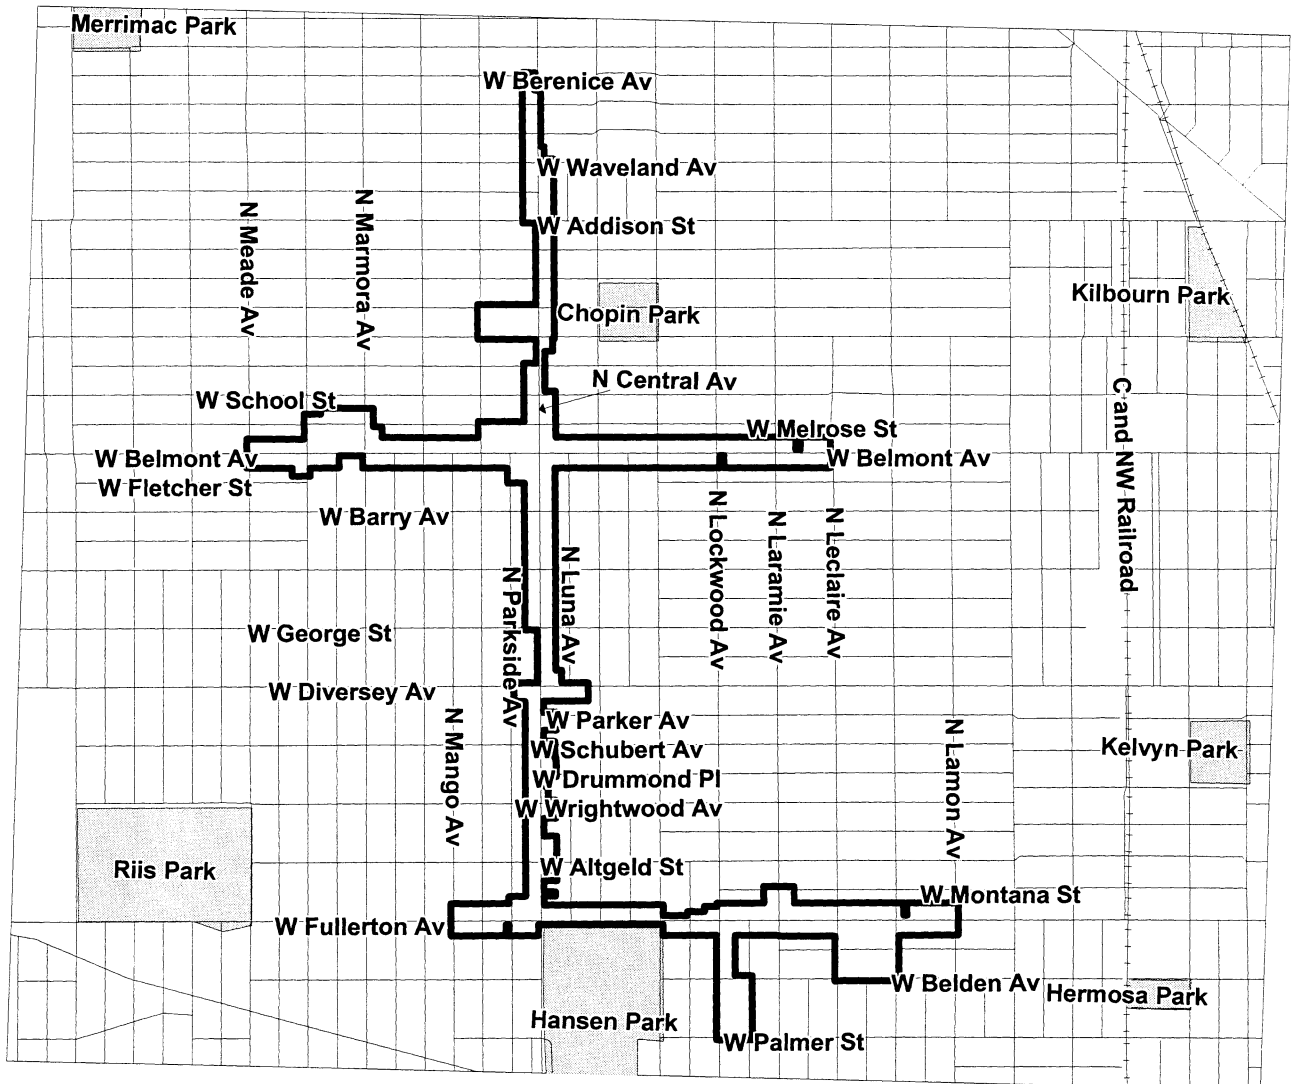 Merrimac Park
W Berenice Av
W Waveland Av
N Meade Av
N Marmora Av
W Addison St
Kilbourn Park
Chopin Park
N Central Av
C and NW Railroad
W School St
W Melrose St
W Belmont Av
W Belmont Av
W Fletcher St
W Barry Av
N Lockwood Av
N Laramie Av
N Leclaire Av
N Parkside Av
N Luna Av
W George St
W Diversey Av
N Mango Av
W Parker Av
N Lamon Av
W Schubert Av
Kelvyn Park
W Drummond Pl
W Wrightwood Av
Riis Park
W Altgeld St
W Montana St
W Fullerton Av
W Belden Av
Hermosa Park
Hansen Park
W Palmer St